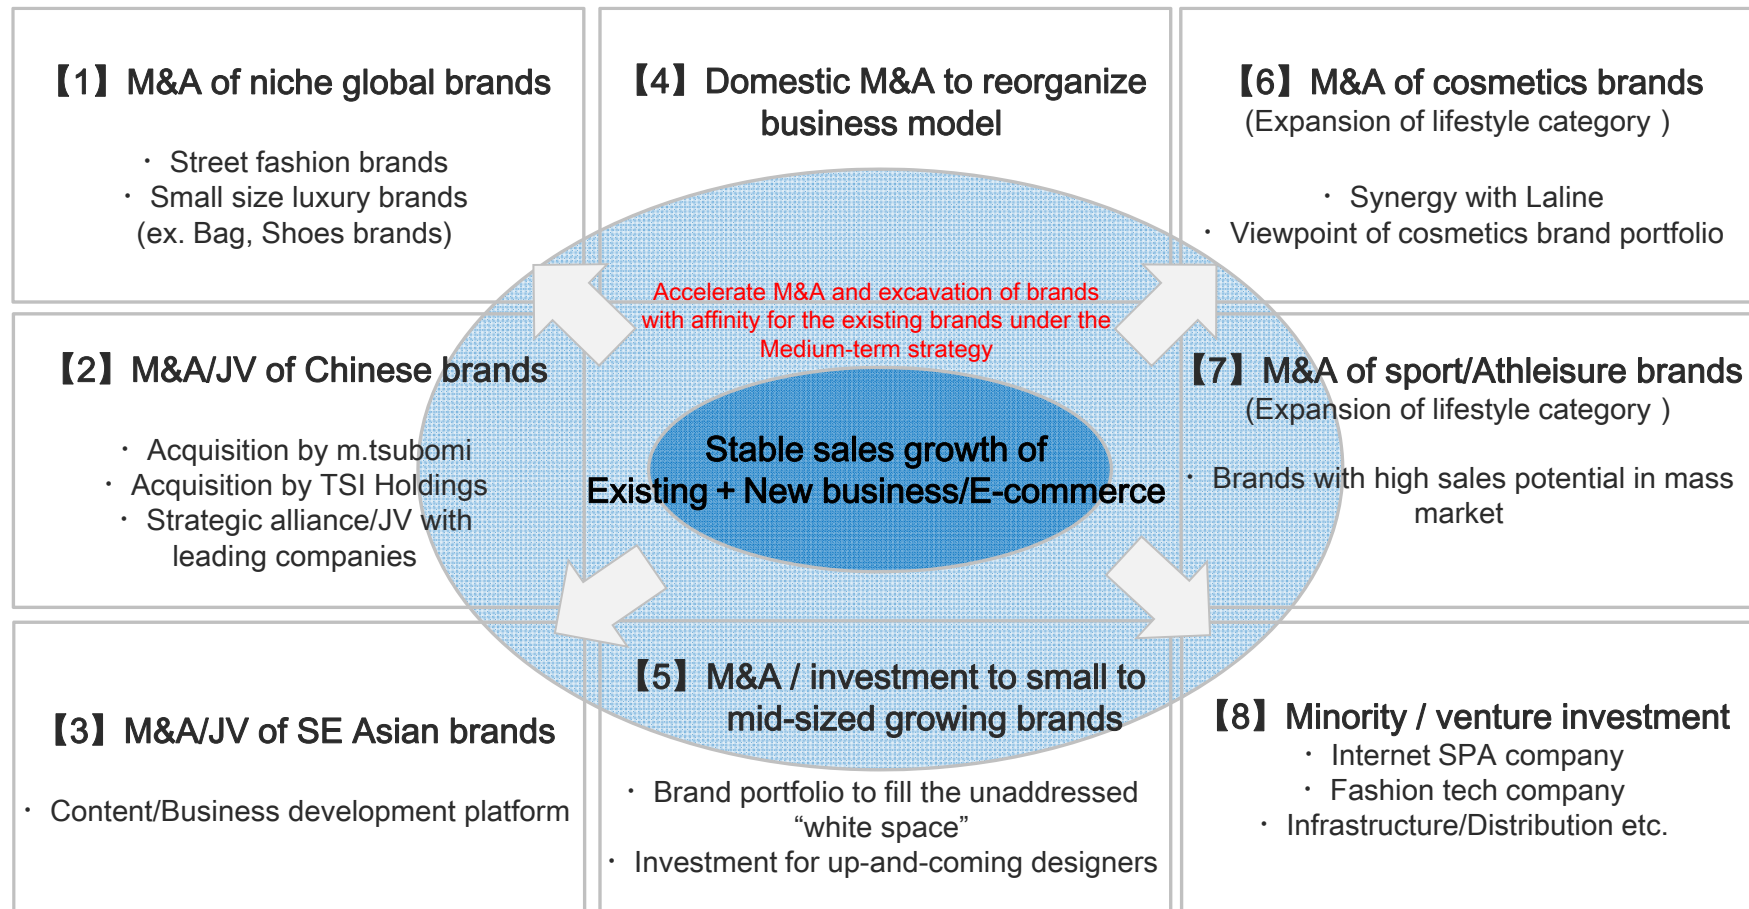 【1】M&A of niche global brands
・ Street fashion brands
・ Small size luxury brands
(ex. Bag, Shoes brands)
【2】M&A/JV of Chinese brands
・ Acquisition by m.tsubomi
・ Acquisition by TSI Holdings
・ Strategic alliance/JV with
leading companies
【3】M&A/JV of SE Asian brands
・ Content/Business development platform
【4】Domestic M&A to reorganize
business model
Accelerate M&A and excavation of brands
with affinity for the existing brands under the
Medium-term strategy
Stable sales growth of
Existing + New business/E-commerce
【5】M&A / investment to small to
mid-sized growing brands
・ Brand portfolio to fill the unaddressed
“white space”
・ Investment for up-and-coming designers
【6】M&A of cosmetics brands
(Expansion of lifestyle category )
・ Synergy with Laline
・ Viewpoint of cosmetics brand portfolio
【7】M&A of sport/Athleisure brands
(Expansion of lifestyle category )
・ Brands with high sales potential in mass
market
【8】Minority / venture investment
・ Internet SPA company
・ Fashion tech company
・ Infrastructure/Distribution etc.